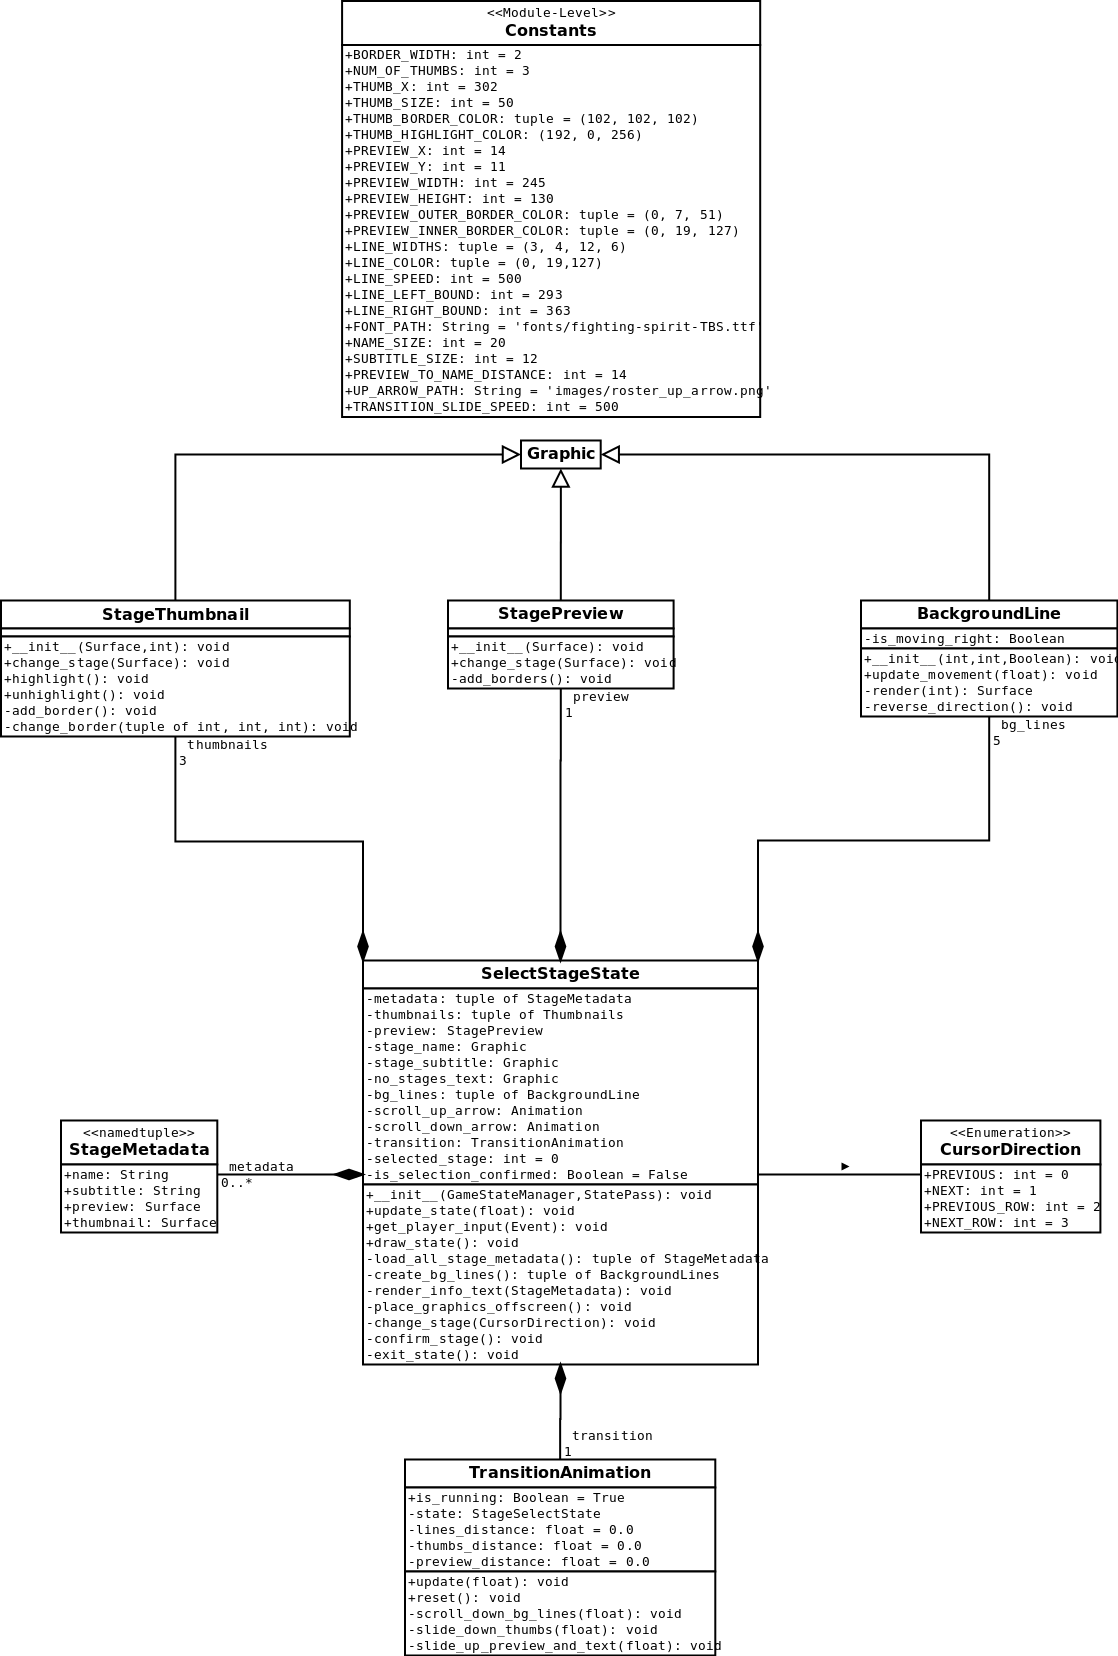 <<Module-Level>>
Constants
+BORDER_WIDTH: int = 2
+NUM_OF_THUMBS: int = 3
+THUMB_X: int = 302
+THUMB_SIZE: int = 50
+THUMB_BORDER_COLOR: tuple = (102, 102, 102)
+THUMB_HIGHLIGHT_COLOR: (192, 0, 256)
+PREVIEW_X: int = 14
+PREVIEW_Y: int = 11
+PREVIEW_WIDTH: int = 245
+PREVIEW_HEIGHT: int = 130
+PREVIEW_OUTER_BORDER_COLOR: tuple = (0, 7, 51)
+PREVIEW_INNER_BORDER_COLOR: tuple = (0, 19, 127)
+LINE_WIDTHS: tuple = (3, 4, 12, 6)
+LINE_COLOR: tuple = (0, 19,127)
+LINE_SPEED: int = 500
+LINE_LEFT_BOUND: int = 293
+LINE_RIGHT_BOUND: int = 363
+FONT_PATH: String = 'fonts/fighting-spirit-TBS.ttf'
+NAME_SIZE: int = 20
+SUBTITLE_SIZE: int = 12
+PREVIEW_TO_NAME_DISTANCE: int = 14
+UP_ARROW_PATH: String = 'images/roster_up_arrow.png'
+TRANSITION_SLIDE_SPEED: int = 500
Graphic
StageThumbnail
+__init__(Surface,int): void
+change_stage(Surface): void
+highlight(): void
+unhighlight(): void
-add_border(): void
-change_border(tuple of int, int, int): void
thumbnails
3
StagePreview
+__init__(Surface): void
+change_stage(Surface): void
-add_borders(): void
preview
1
BackgroundLine
-is_moving_right: Boolean
+__init__(int,int,Boolean): void
+update_movement(float): void
-render(int): Surface
-reverse_direction(): void
bg_lines
5
SelectStageState
-metadata: tuple of StageMetadata
-thumbnails: tuple of Thumbnails
-preview: StagePreview
-stage_name: Graphic
-stage_subtitle: Graphic
-no_stages_text: Graphic
-bg_lines: tuple of BackgroundLine
-scroll_up_arrow: Animation
-scroll_down_arrow: Animation
-transition: TransitionAnimation
-selected_stage: int = 0
-is_selection_confirmed: Boolean = False
+__init__(GameStateManager,StatePass): void
+update_state(float): void
+get_player_input(Event): void
+draw_state(): void
-load_all_stage_metadata(): tuple of StageMetadata
-create_bg_lines(): tuple of BackgroundLines
-render_info_text(StageMetadata): void
-place_graphics_offscreen(): void
-change_stage(CursorDirection): void
-confirm_stage(): void
-exit_state(): void
<<namedtuple>>
StageMetadata
+name: String
+subtitle: String
+preview: Surface
+thumbnail: Surface
metadata
0..*
<<Enumeration>>
CursorDirection
+PREVIOUS: int = 0
+NEXT: int = 1
+PREVIOUS_ROW: int = 2
+NEXT_ROW: int = 3
transition
1
TransitionAnimation
+is_running: Boolean = True
-state: StageSelectState
-lines_distance: float = 0.0
-thumbs_distance: float = 0.0
-preview_distance: float = 0.0
+update(float): void
+reset(): void
-scroll_down_bg_lines(float): void
-slide_down_thumbs(float): void
-slide_up_preview_and_text(float): void